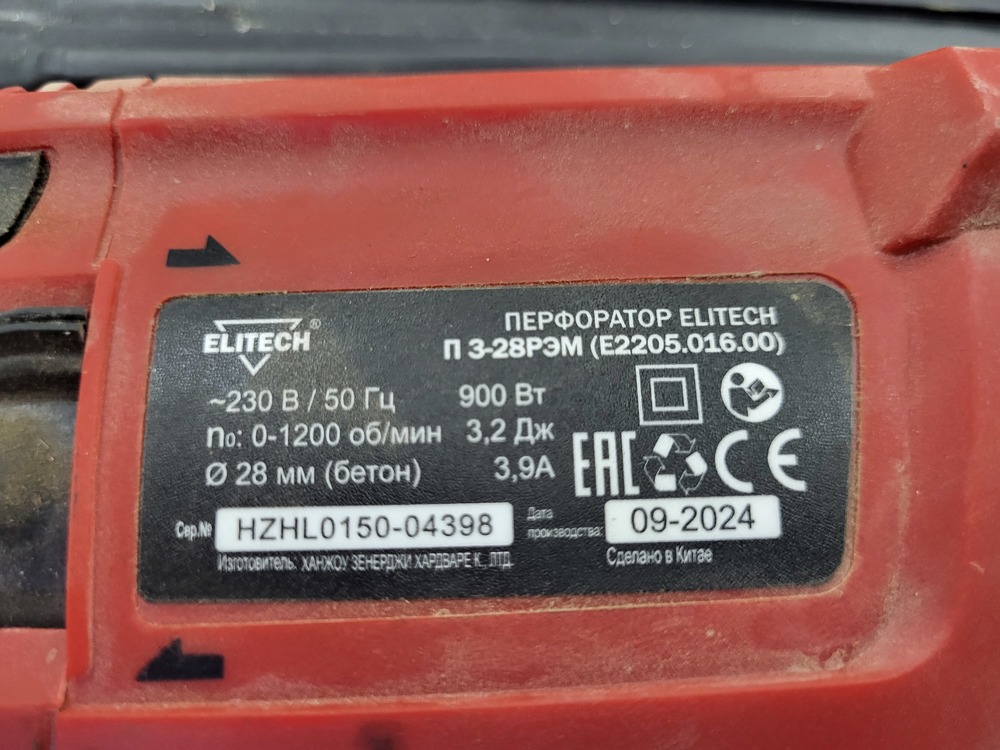 ELITECH®
ПЕРФОРАТОР ELITECH
П 3-28РЭМ (E2205.016.00)
~230 В / 50 Гц 900 Вт
n₀: 0-1200 об/мин 3,2 Дж
Ø 28 мм (бетон) 3,9А
EAC CE
Сер.№ HZHL0150-04398 Дата производства: 09-2024
Изготовитель: ХАНЖОУ ЗЕНЕРДЖИ ХАРДВАРЕ К., ЛТД.
Сделано в Китае